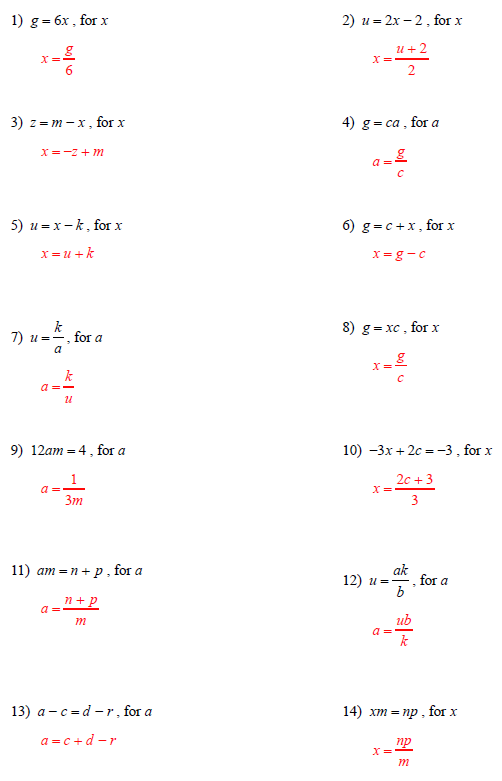 1) g = 6x , for x
x = g/6
2) u = 2x − 2 , for x
x = (u + 2)/2
3) z = m − x , for x
x = −z + m
4) g = ca , for a
a = g/c
5) u = x − k , for x
x = u + k
6) g = c + x , for x
x = g − c
7) u = k/a , for a
a = k/u
8) g = xc , for x
x = g/c
9) 12am = 4 , for a
a = 1/3m
10) −3x + 2c = −3 , for x
x = (2c + 3)/3
11) am = n + p , for a
a = (n + p)/m
12) u = ak/b , for a
a = ub/k
13) a − c = d − r , for a
a = c + d − r
14) xm = np , for x
x = np/m